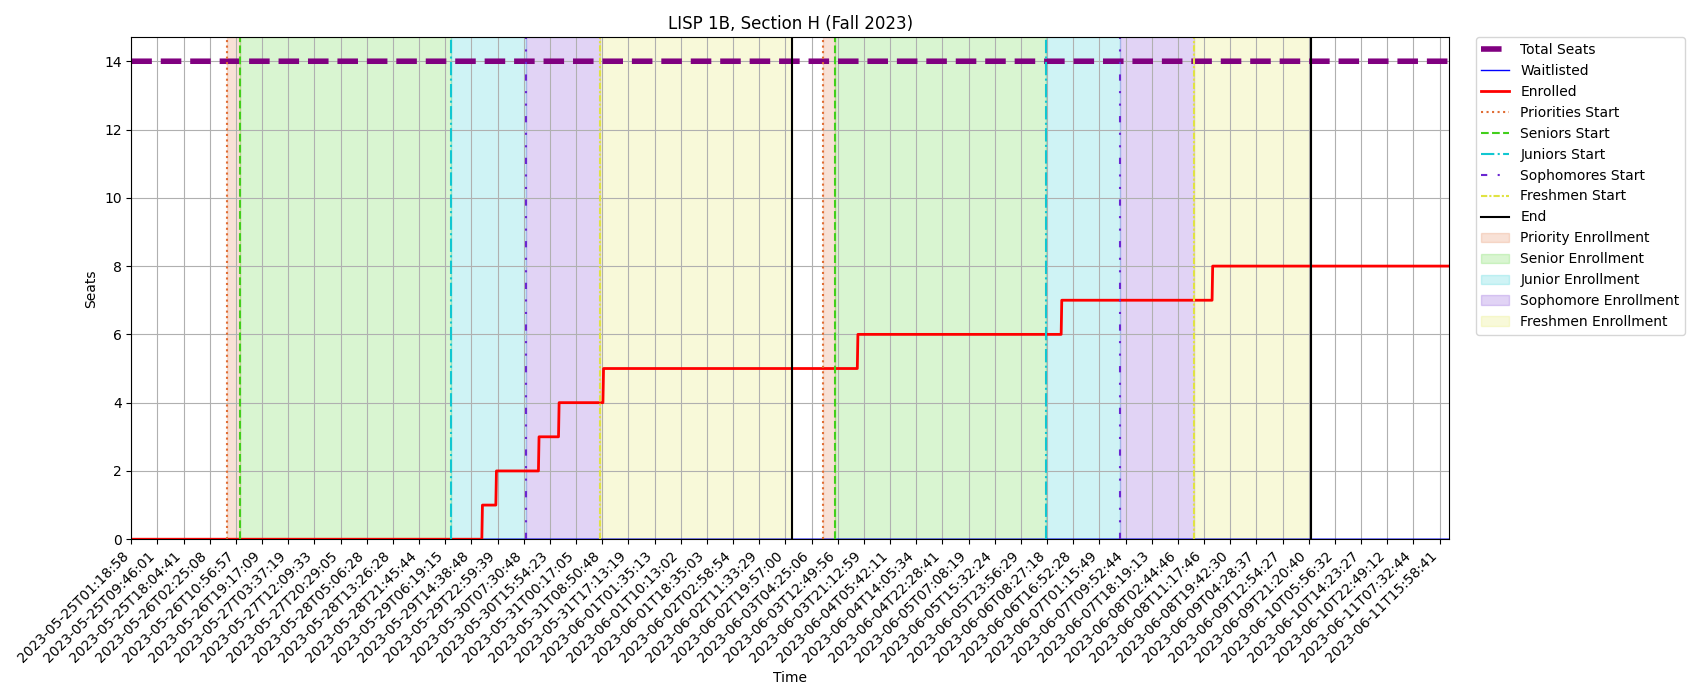 LISP 1B, Section H (Fall 2023)
Seats
14
12
10
8
6
4
2
0
2023-05-25T01:18:58
2023-05-25T09:46:01
2023-05-25T18:04:41
2023-05-26T02:25:08
2023-05-26T10:56:57
2023-05-26T19:17:09
2023-05-27T03:37:19
2023-05-27T12:09:33
2023-05-27T20:29:05
2023-05-28T05:06:28
2023-05-28T13:26:28
2023-05-28T21:45:44
2023-05-29T06:19:15
2023-05-29T14:38:48
2023-05-29T22:59:39
2023-05-30T07:30:48
2023-05-30T15:54:23
2023-05-31T00:17:05
2023-05-31T08:50:48
2023-05-31T17:13:19
2023-06-01T01:35:13
2023-06-01T10:13:02
2023-06-01T18:35:03
2023-06-02T02:58:54
2023-06-02T11:33:29
2023-06-02T19:57:00
2023-06-03T04:25:06
2023-06-03T12:49:56
2023-06-03T21:12:59
2023-06-04T05:42:11
2023-06-04T14:05:34
2023-06-04T22:28:41
2023-06-05T07:08:19
2023-06-05T15:32:24
2023-06-05T23:56:29
2023-06-06T08:27:18
2023-06-06T16:52:28
2023-06-07T01:15:49
2023-06-07T09:52:44
2023-06-07T18:19:13
2023-06-08T02:44:46
2023-06-08T11:17:46
2023-06-08T19:42:30
2023-06-09T04:28:37
2023-06-09T12:54:27
2023-06-09T21:20:40
2023-06-10T05:56:32
2023-06-10T14:23:27
2023-06-10T22:49:12
2023-06-11T07:32:44
2023-06-11T15:58:41
Time
Total Seats
Waitlisted
Enrolled
Priorities Start
Seniors Start
Juniors Start
Sophomores Start
Freshmen Start
End
Priority Enrollment
Senior Enrollment
Junior Enrollment
Sophomore Enrollment
Freshmen Enrollment